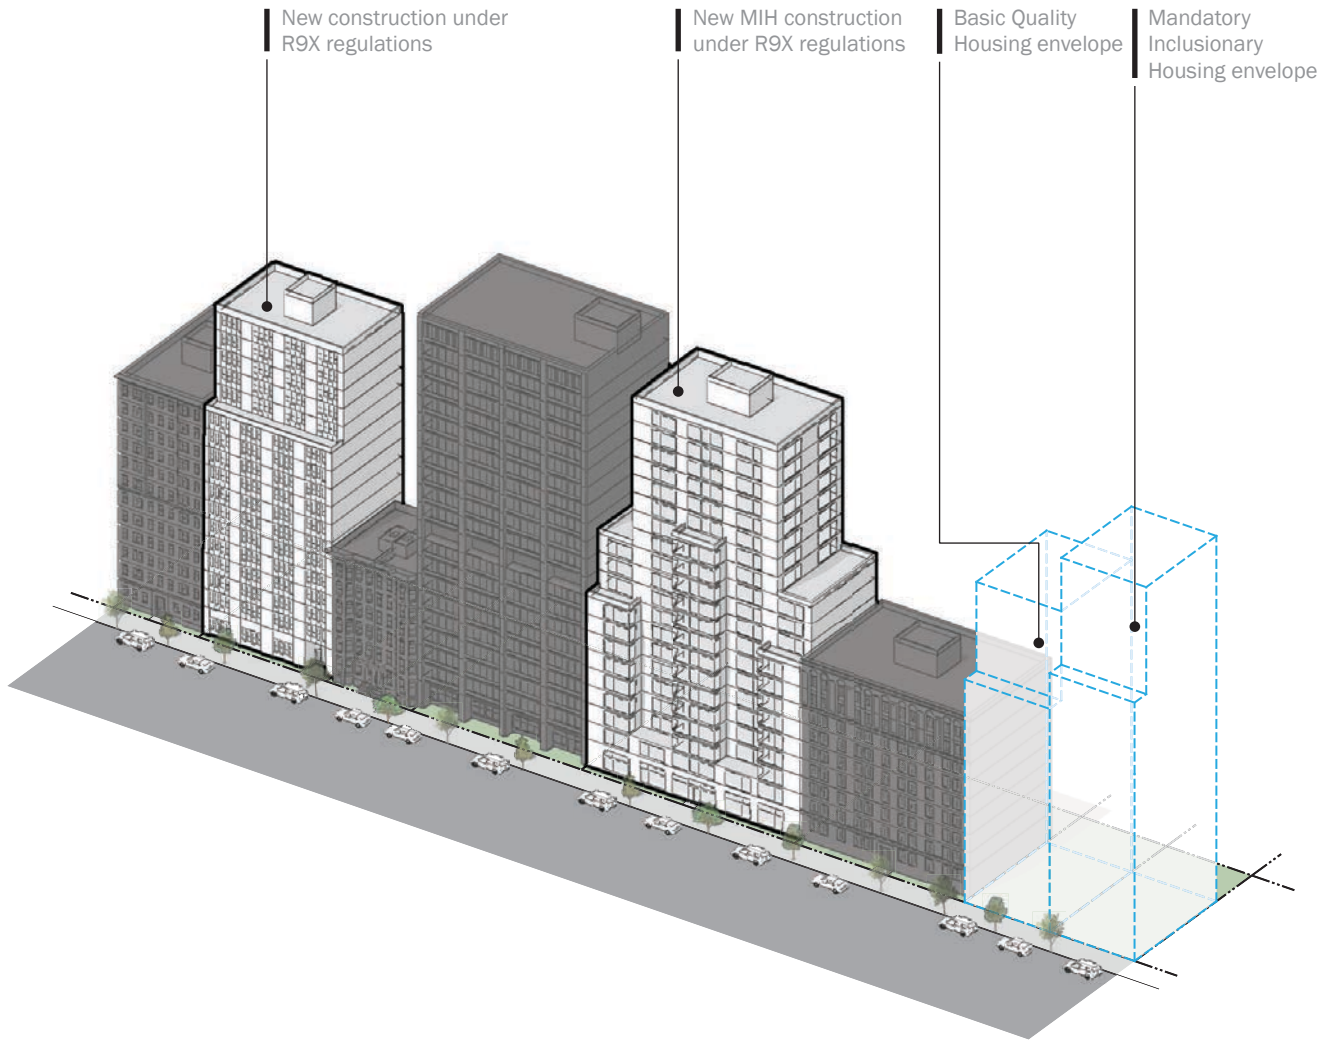 New construction under
R9X regulations
New MIH construction
under R9X regulations
Basic Quality
Housing envelope
Mandatory
Inclusionary
Housing envelope